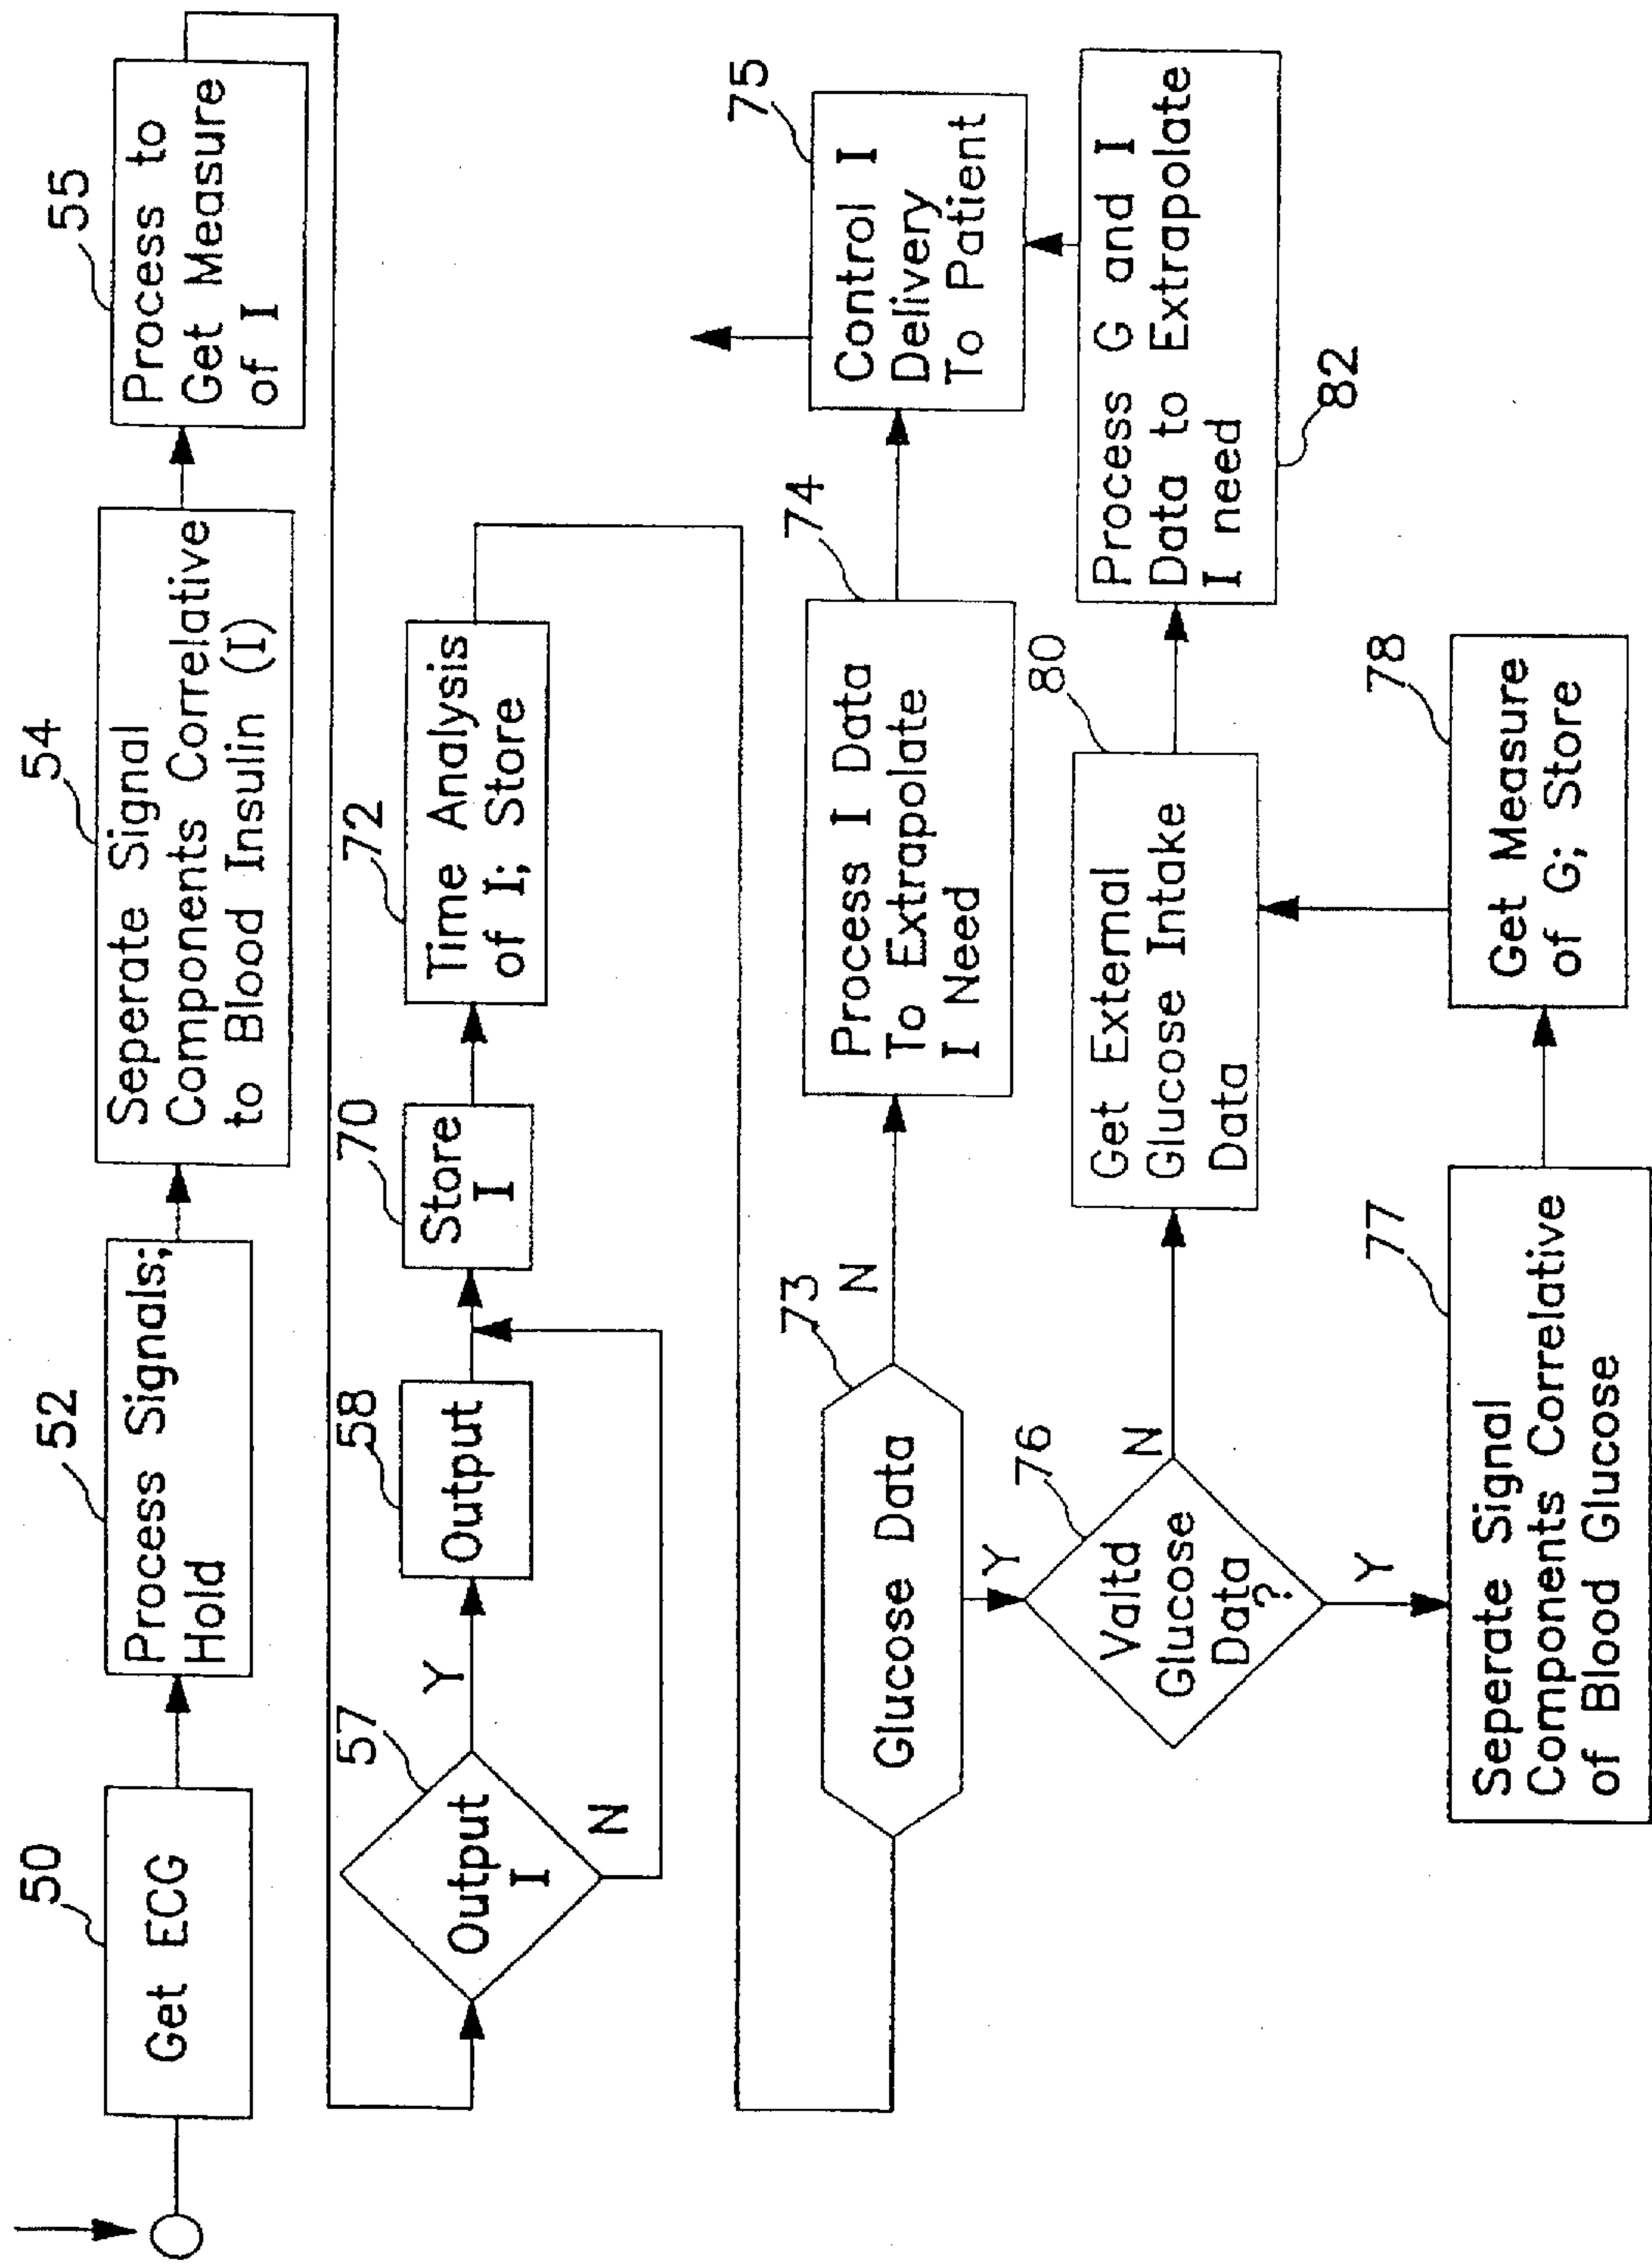 50
Get ECG
52
Process Signals;
Hold
54
Seperate Signal
Components Correlative
to Blood Insulin (I)
55
Process to
Get Measure
of I
57
Output
I
Y
N
58
Output
70
Store
I
72
Time Analysis
of I; Store
73
Glucose Data
N
Y
74
Process I Data
To Extrapolate
I Need
75
Control I
Delivery
To Patient
76
Valtd
Glucose
Data
?
N
Y
80
Get External
Glucose Intake
Data
82
Process G and I
Data to Extrapolate
I need
77
Seperate Signal
Components Correlative
of Blood Glucose
78
Get Measure
of G; Store